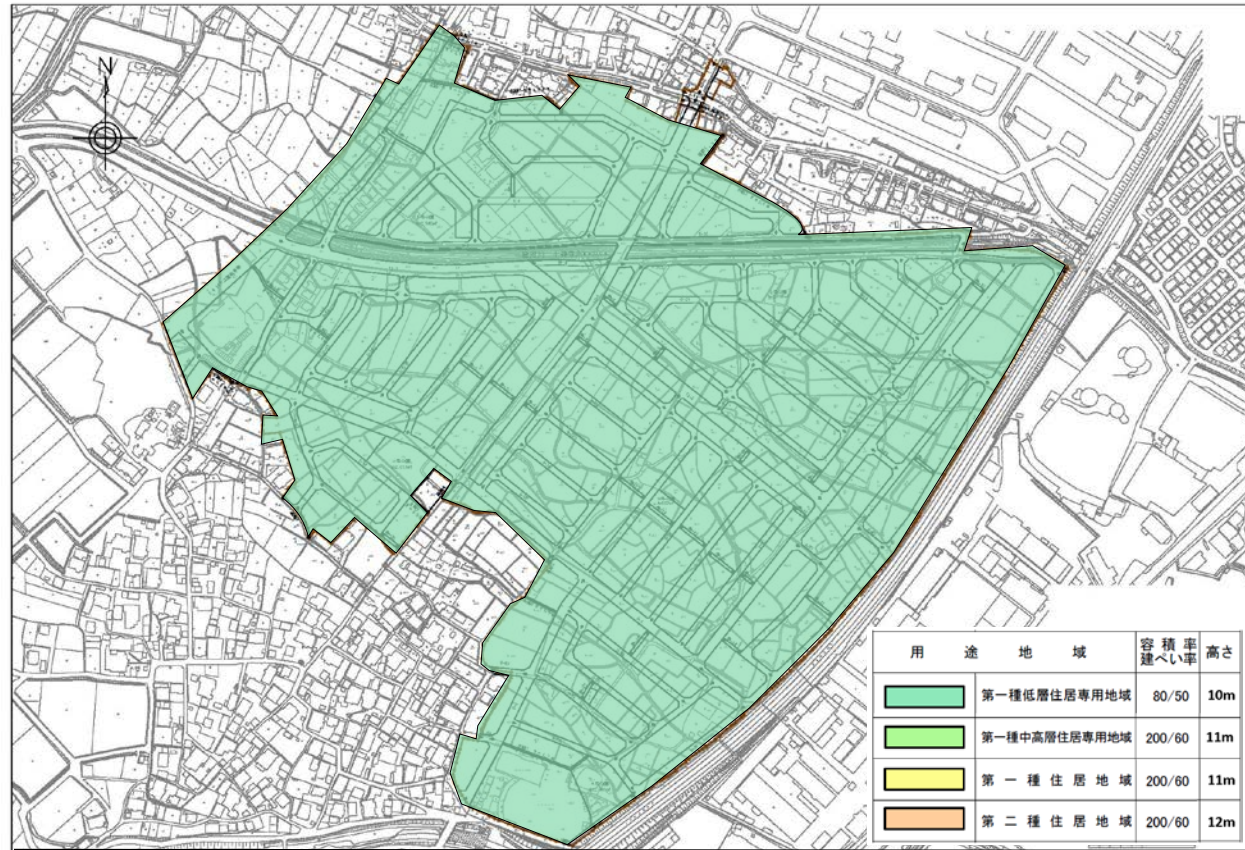 N
用途地域 容積率 建ぺい率 高さ
第一種低層住居専用地域 80/50 10m
第一種中高層住居専用地域 200/60 11m
第一種住居地域 200/60 11m
第二種住居地域 200/60 12m